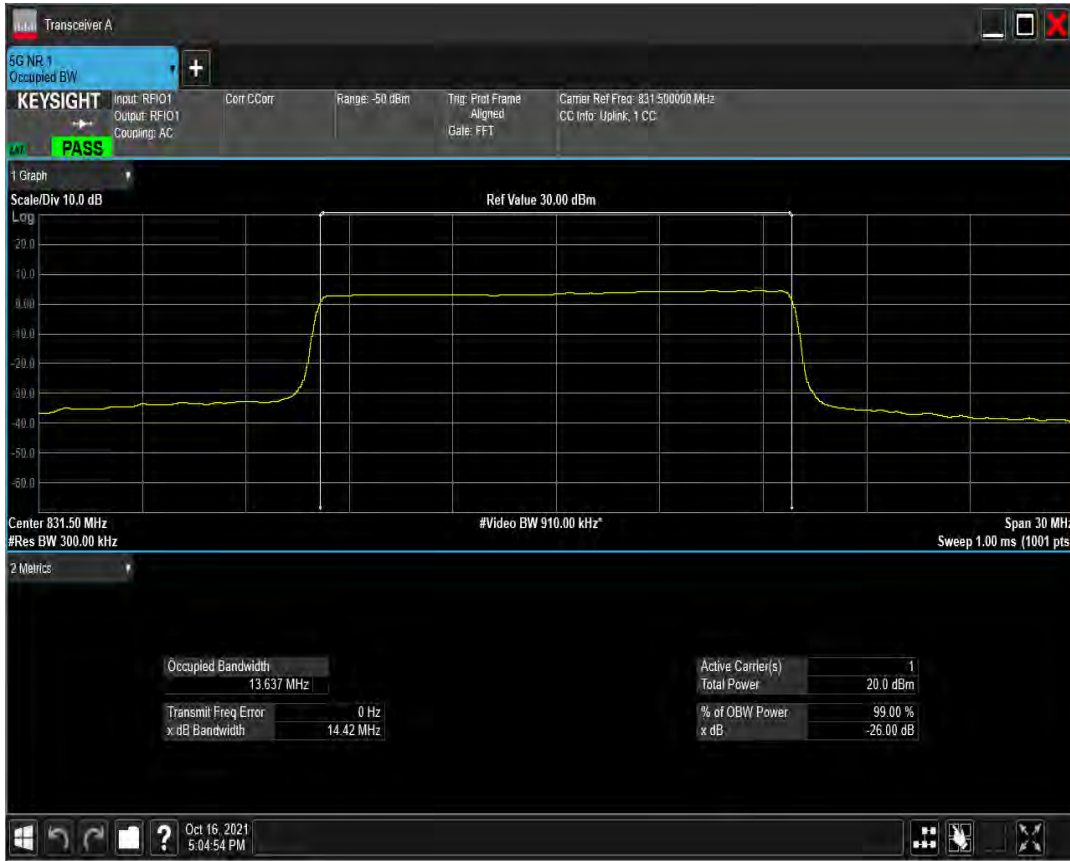 Transceiver A
5G NR 1
Occupied BW
+
KEYSIGHT
Input: RFIO1
Output: RFIO1
Coupling: AC
Corr CCorr
Range: -50 dBm
Trig: Prot Frame
Aligned
Gate: FFT
Carrier Ref Freq: 831.500000 MHz
CC Info: Uplink, 1 CC
PASS
1 Graph
Scale/Div 10.0 dB
Ref Value 30.00 dBm
Log
20.0
10.0
0.00
-10.0
-20.0
-30.0
-40.0
-50.0
-60.0
Center 831.50 MHz
#Video BW 910.00 kHz*
Span 30 MHz
#Res BW 300.00 kHz
Sweep 1.00 ms (1001 pts
2 Metrics
Occupied Bandwidth
13.637 MHz
Transmit Freq Error 0 Hz
x dB Bandwidth 14.42 MHz
Active Carrier(s) 1
Total Power 20.0 dBm
% of OBW Power 99.00 %
x dB -26.00 dB
?
Oct 16, 2021
5:04:54 PM